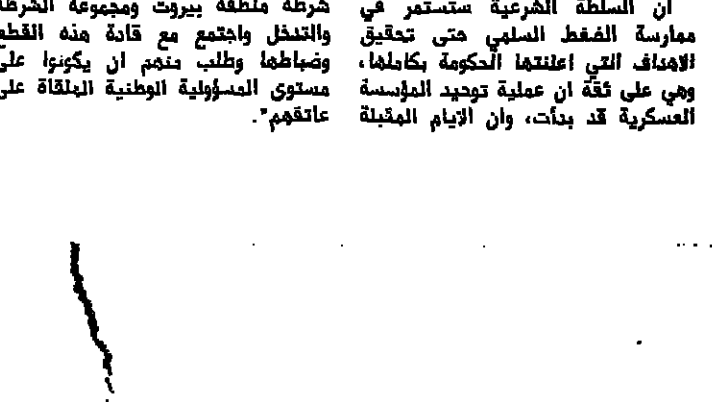 ان السلطة الشرعية ستستمر في
ممارسة الضغط السلمي حتى تحقيق
الاهداف التي اعلنتها الحكومة بكاملها،
وهي على ثقة ان عملية توحيد المؤسسة
العسكرية قد بدأت، وان الايام المقبلة
شرطة منطقة بيروت ومجموعة الشرطة
والتدخل واجتمع مع قادة هذه القطع
وضباطها وطلب منهم ان يكونوا على
مستوى المسؤولية الوطنية الملقاة على
عاتقهم".